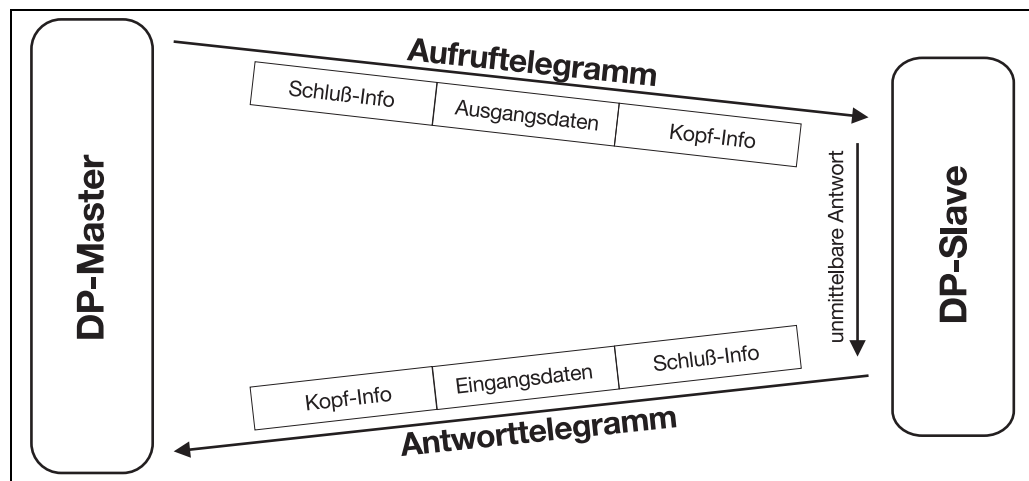 DP-Master
Aufruftelegramm
Schluß-Info
Ausgangsdaten
Kopf-Info
unmittelbare Antwort
DP-Slave
Kopf-Info
Eingangsdaten
Schluß-Info
Antworttelegramm